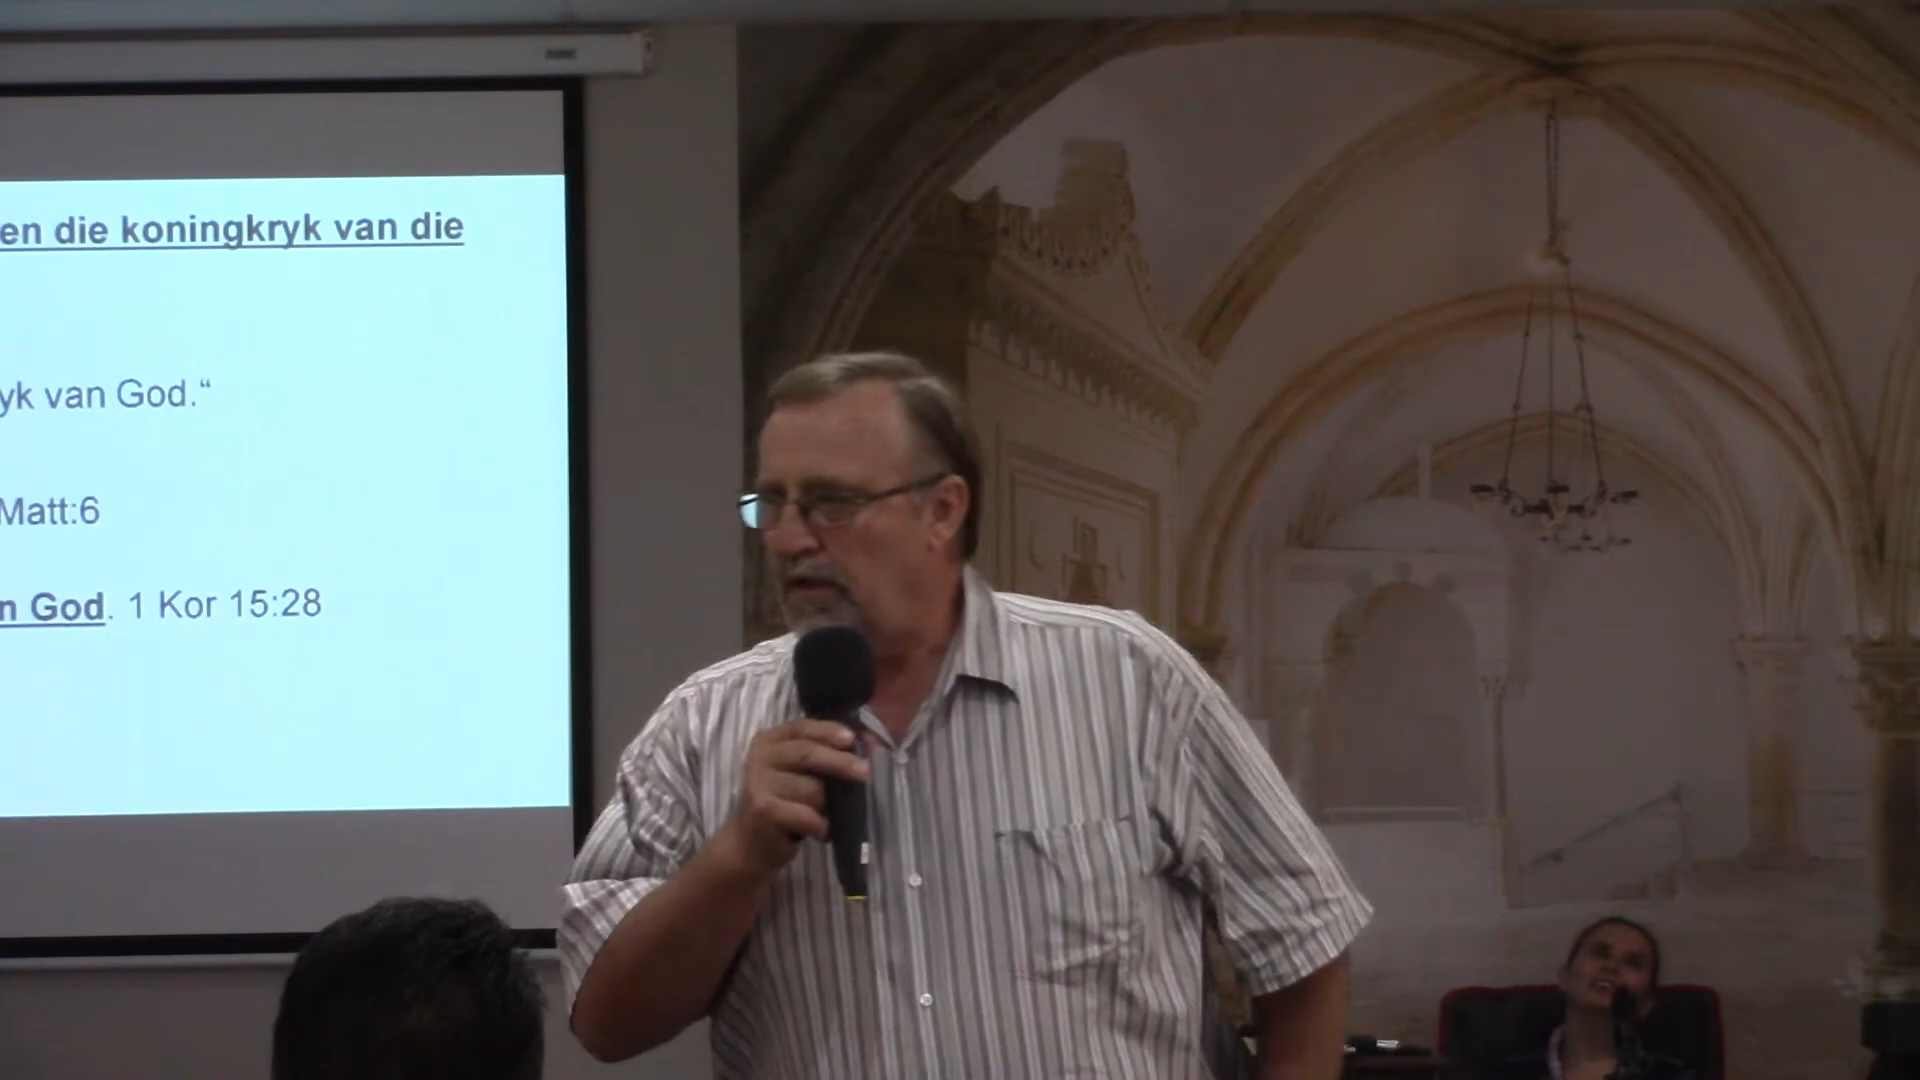 en die koningkryk van die
yk van God.“
Matt:6
n God. 1 Kor 15:28